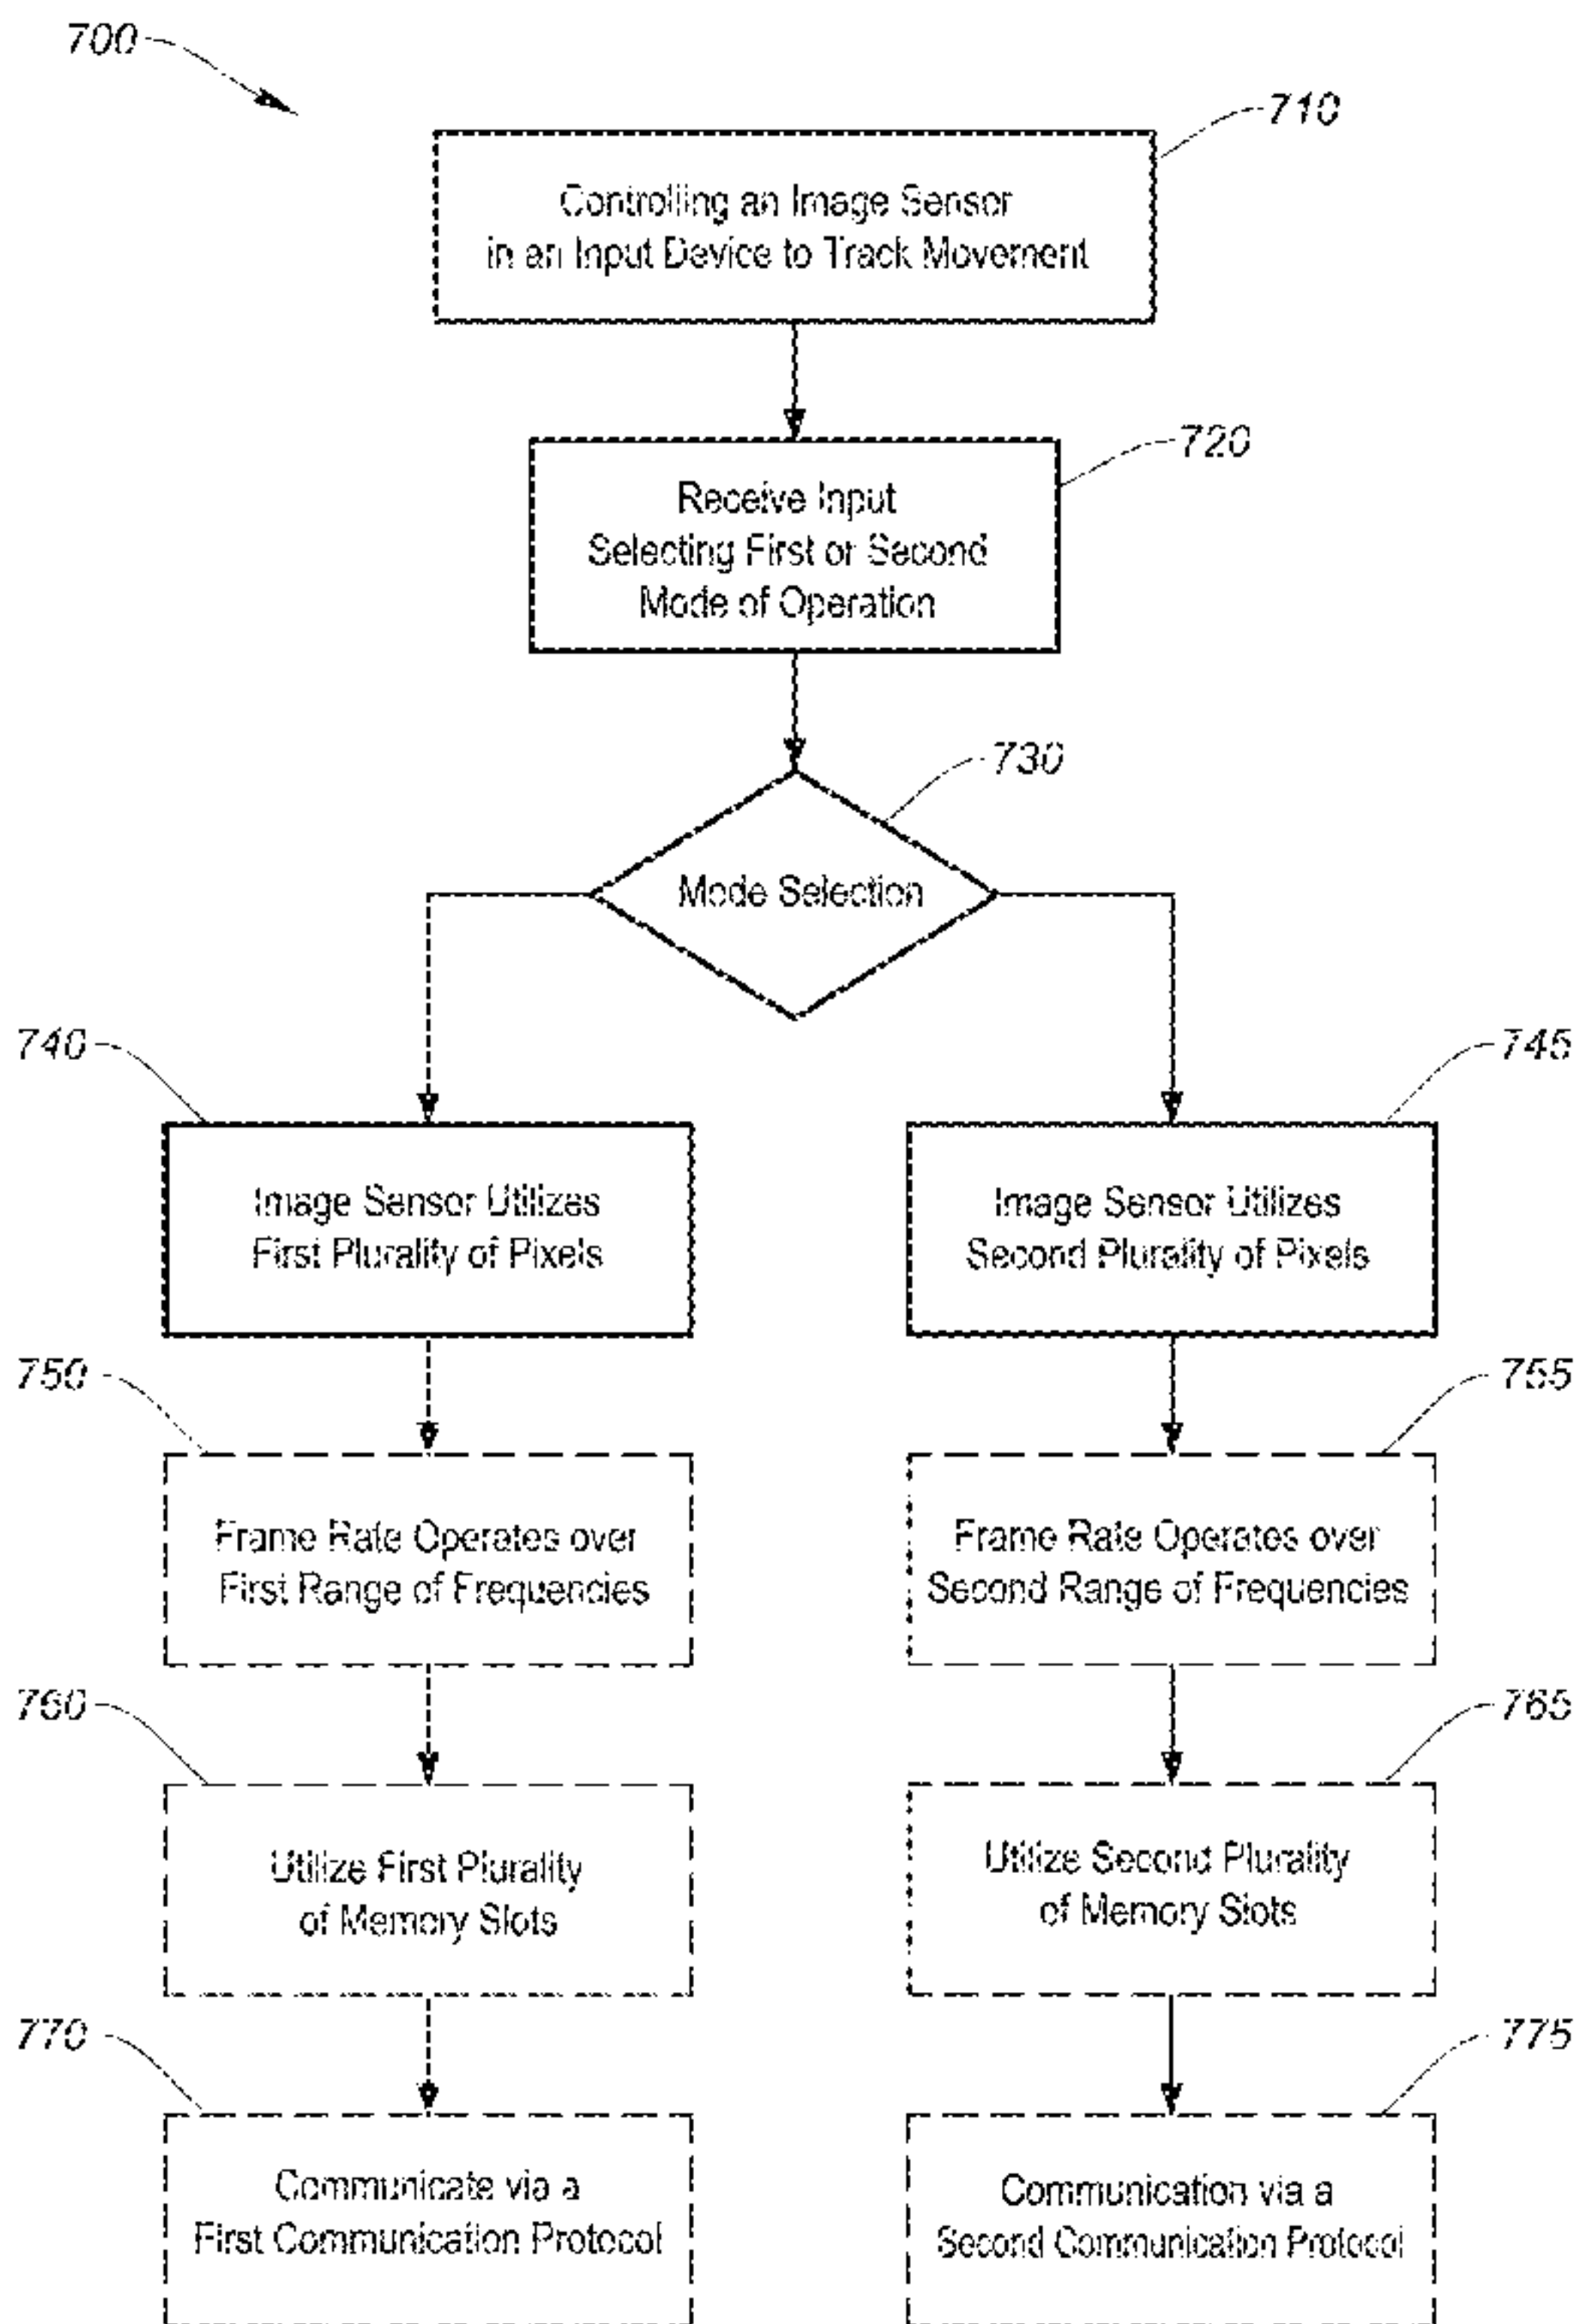 700
710
Controlling an Image Sensor
in an Input Device to Track Movement
720
Receive Input
Selecting First or Second
Mode of Operation
730
Mode Selection
740
745
Image Sensor Utilizes
First Plurality of Pixels
Image Sensor Utilizes
Second Plurality of Pixels
750
755
Frame Rate Operates over
First Range of Frequencies
Frame Rate Operates over
Second Range of Frequencies
760
765
Utilize First Plurality
of Memory Slots
Utilize Second Plurality
of Memory Slots
770
775
Communicate via a
First Communication Protocol
Communication via a
Second Communication Protocol